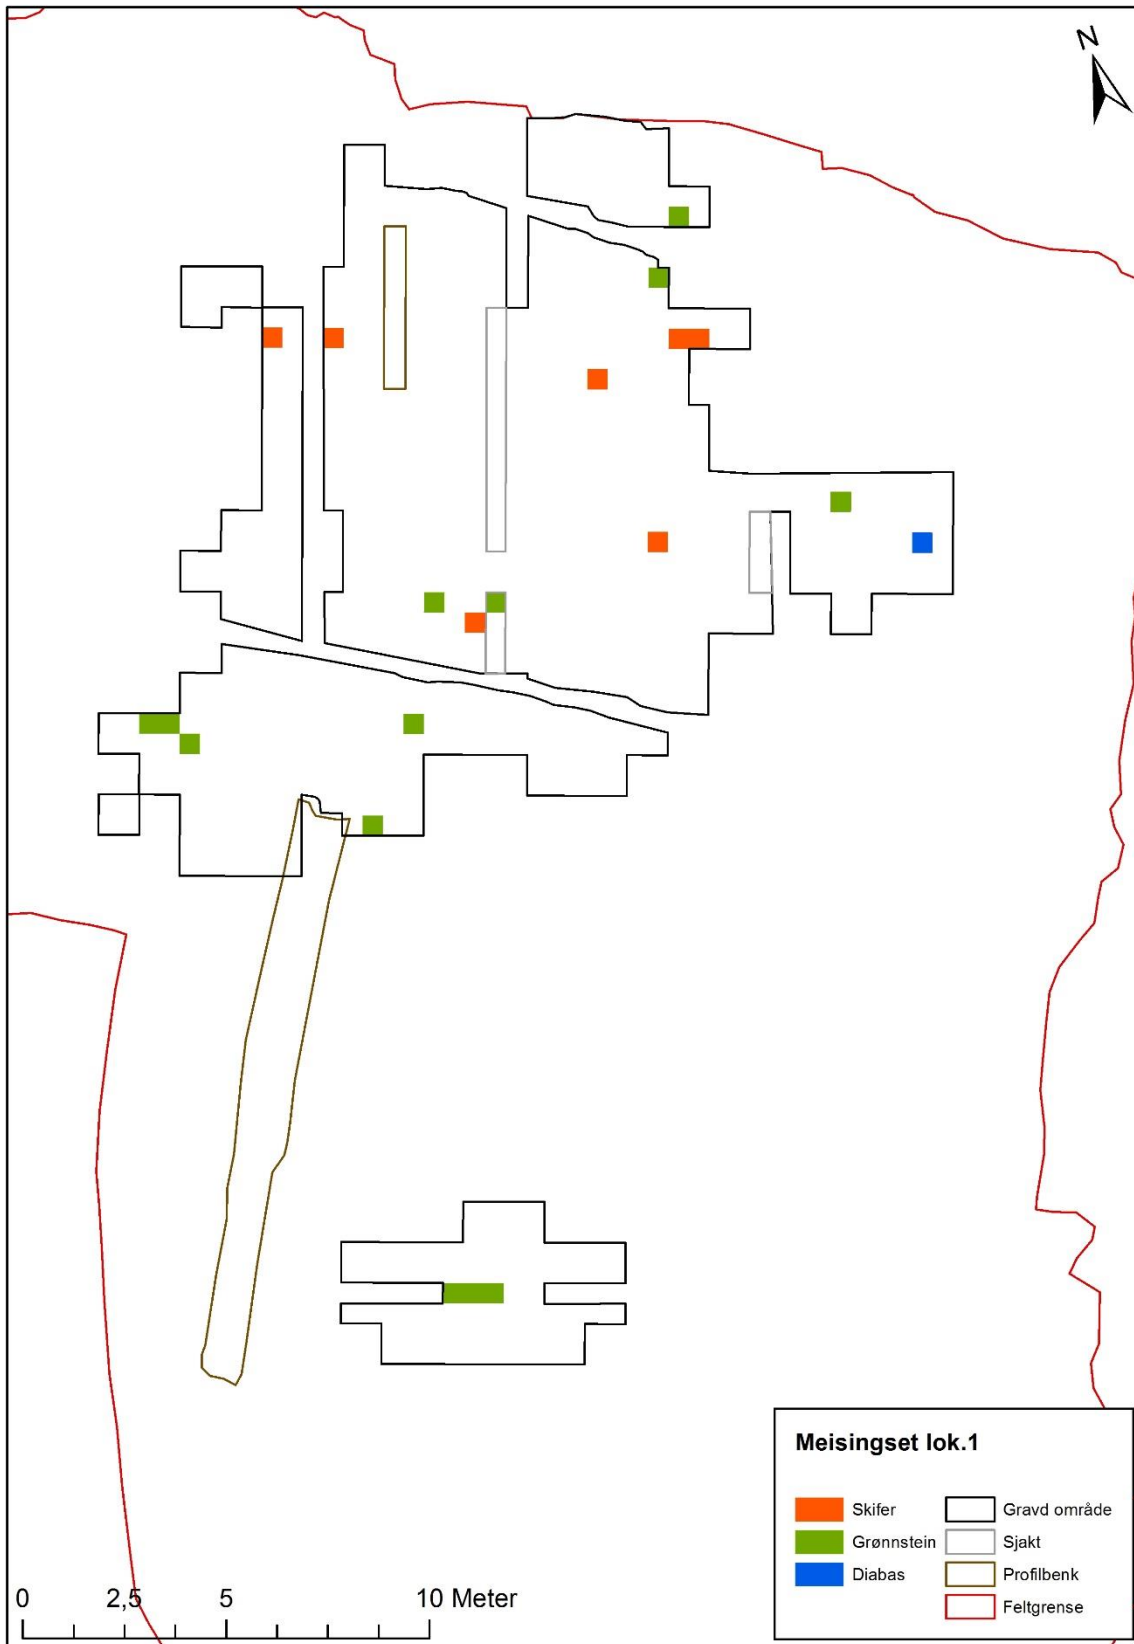 N
Meisingset lok.1
Skifer
Grønnstein
Diabas
Gravd område
Sjakt
Profilbenk
Feltgrense
0 2,5 5 10 Meter